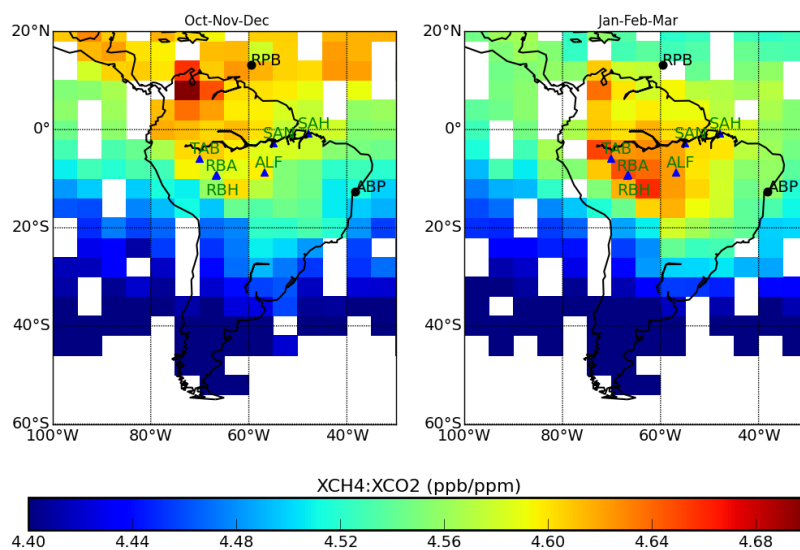 Oct-Nov-Dec
Jan-Feb-Mar
20°N
0°
20°S
40°S
60°S
100°W
80°W
60°W
40°W
RPB
SAH
SAN
TAB
RBA
ALF
RBH
ABP
20°N
0°
20°S
40°S
60°S
100°W
80°W
60°W
40°W
RPB
SAH
SAN
TAB
RBA
ALF
RBH
ABP
XCH4:XCO2 (ppb/ppm)
4.40
4.44
4.48
4.52
4.56
4.60
4.64
4.68